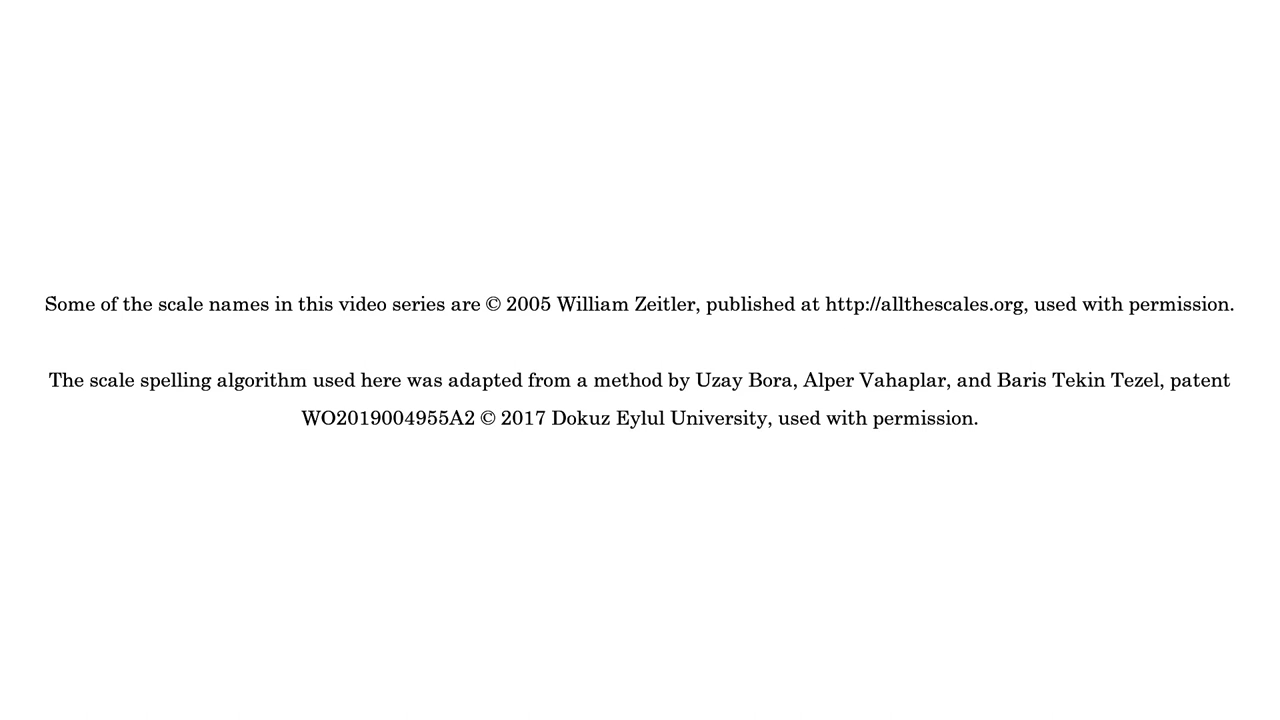 Some of the scale names in this video series are © 2005 William Zeitler, published at http://allthescales.org, used with permission.
The scale spelling algorithm used here was adapted from a method by Uzay Bora, Alper Vahaplar, and Baris Tekin Tezel, patent
WO2019004955A2 © 2017 Dokuz Eylul University, used with permission.